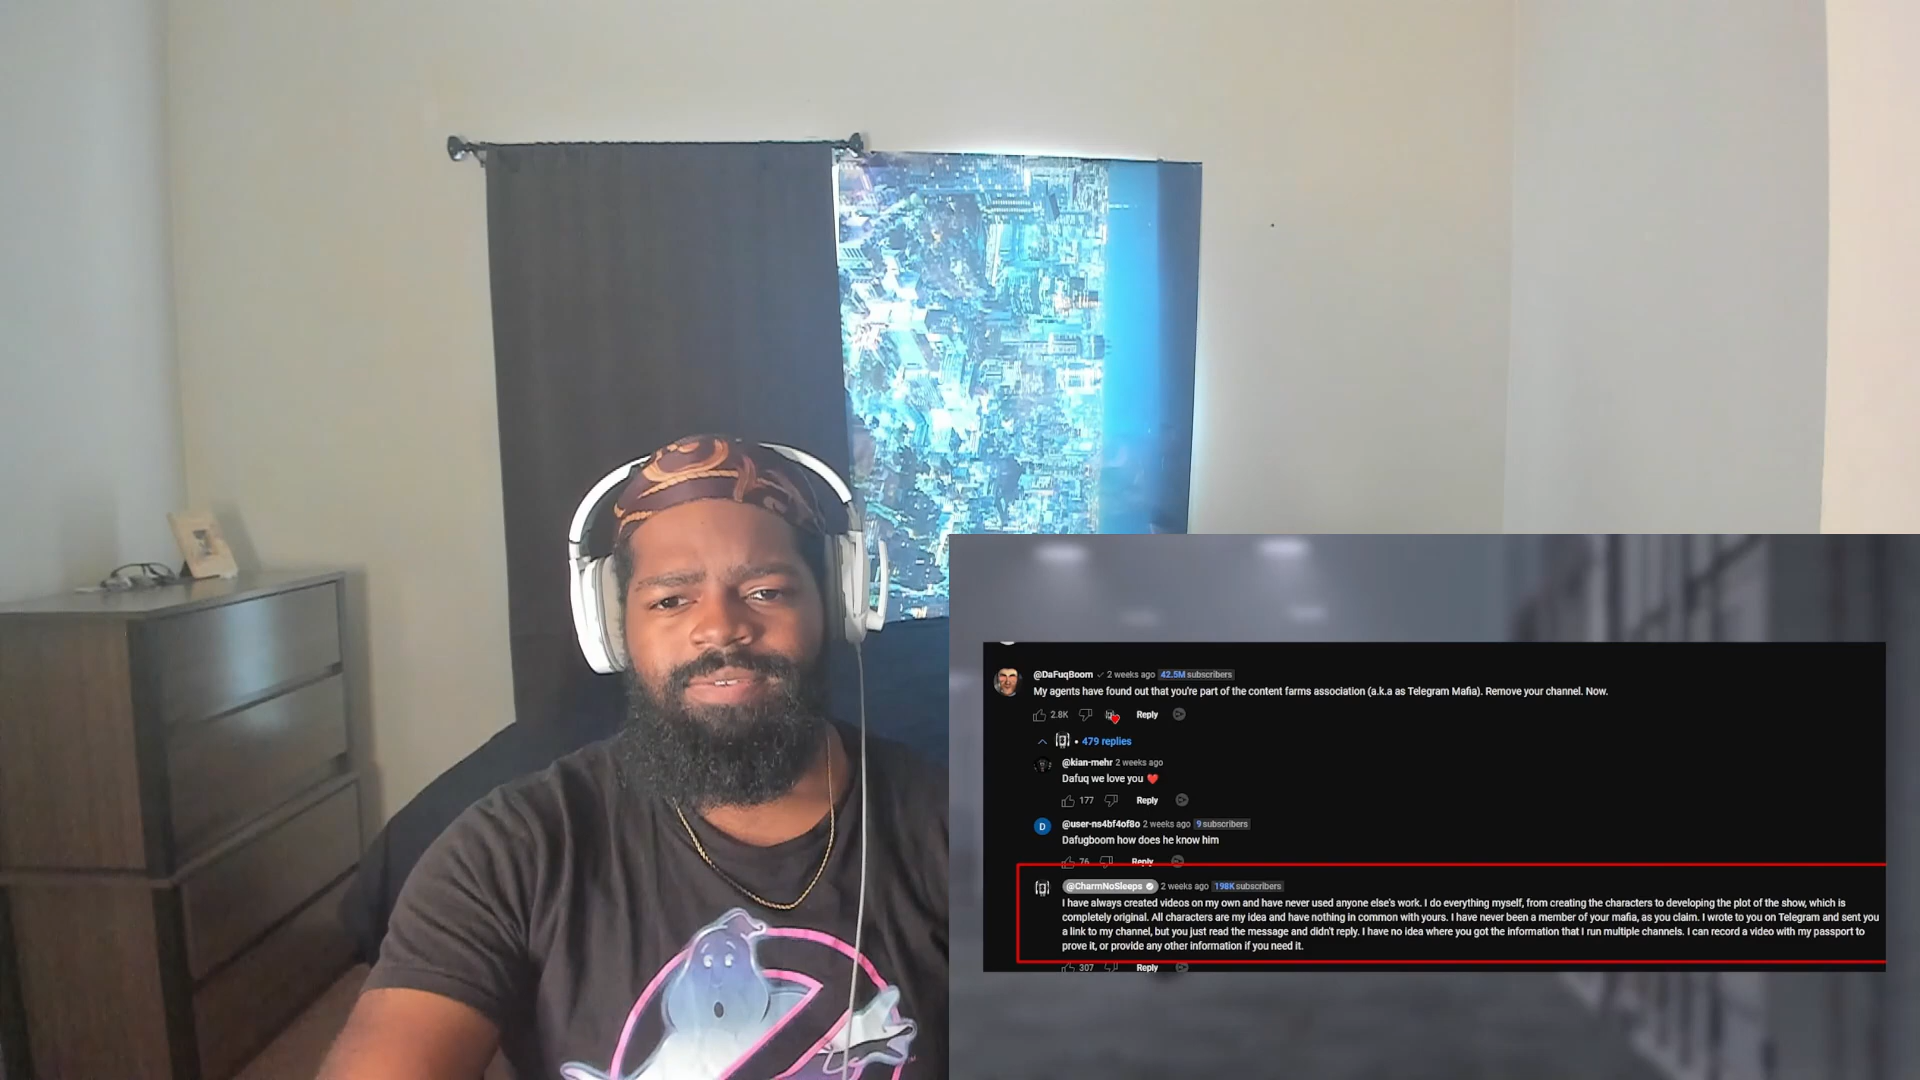 @DaFuqBoom 2 weeks ago 42.5M subscribers
My agents have found out that you're part of the content farms association (a.k.a as Telegram Mafia). Remove your channel. Now.
2.8K Reply
479 replies
@kian-mehr 2 weeks ago
Dafuq we love you ❤️
177 Reply
D @user-ns4bf4of8o 2 weeks ago 9 subscribers
Dafugboom how does he know him
76 Reply
@CharmNoSleeps 2 weeks ago 198K subscribers
I have always created videos on my own and have never used anyone else's work. I do everything myself, from creating the characters to developing the plot of the show, which is
completely original. All characters are my idea and have nothing in common with yours. I have never been a member of your mafia, as you claim. I wrote to you on Telegram and sent you
a link to my channel, but you just read the message and didn't reply. I have no idea where you got the information that I run multiple channels. I can record a video with my passport to
prove it, or provide any other information if you need it.
307 Reply